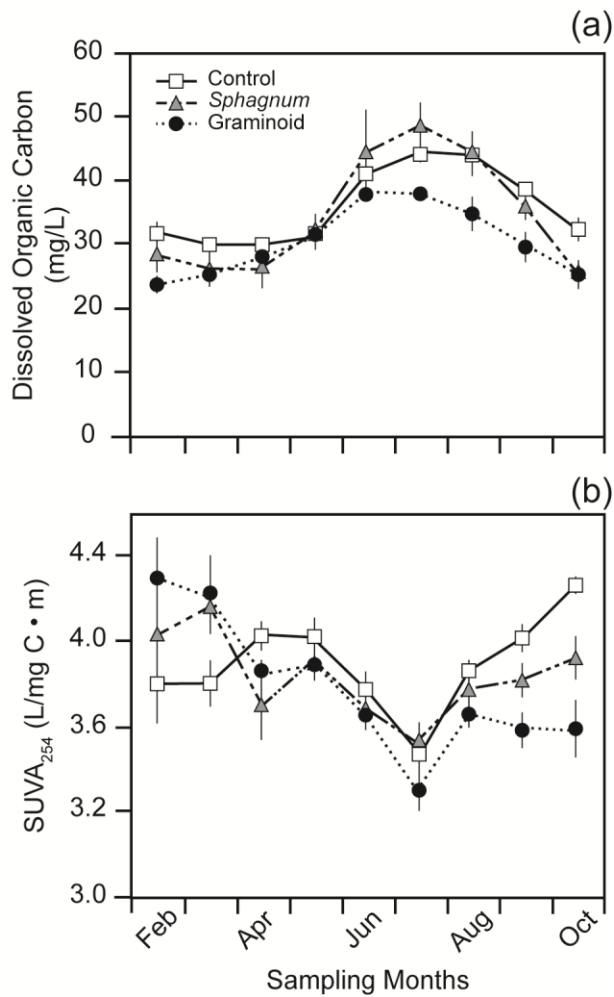 (a)
60
50
40
30
20
10
0
Dissolved Organic Carbon
(mg/L)
Control
Sphagnum
Graminoid
(b)
4.4
4.0
3.6
3.2
3.0
SUVA254 (L/mg C • m)
Feb
Apr
Jun
Aug
Oct
Sampling Months